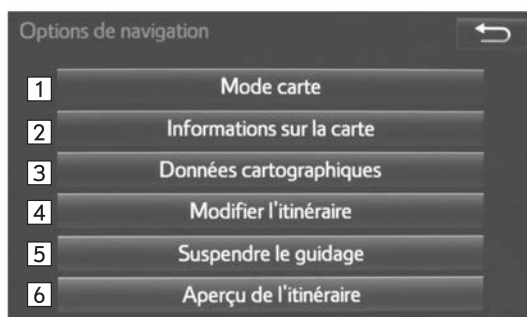 Options de navigation
1 Mode carte
2 Informations sur la carte
3 Données cartographiques
4 Modifier l'itinéraire
5 Suspendre le guidage
6 Aperçu de l'itinéraire